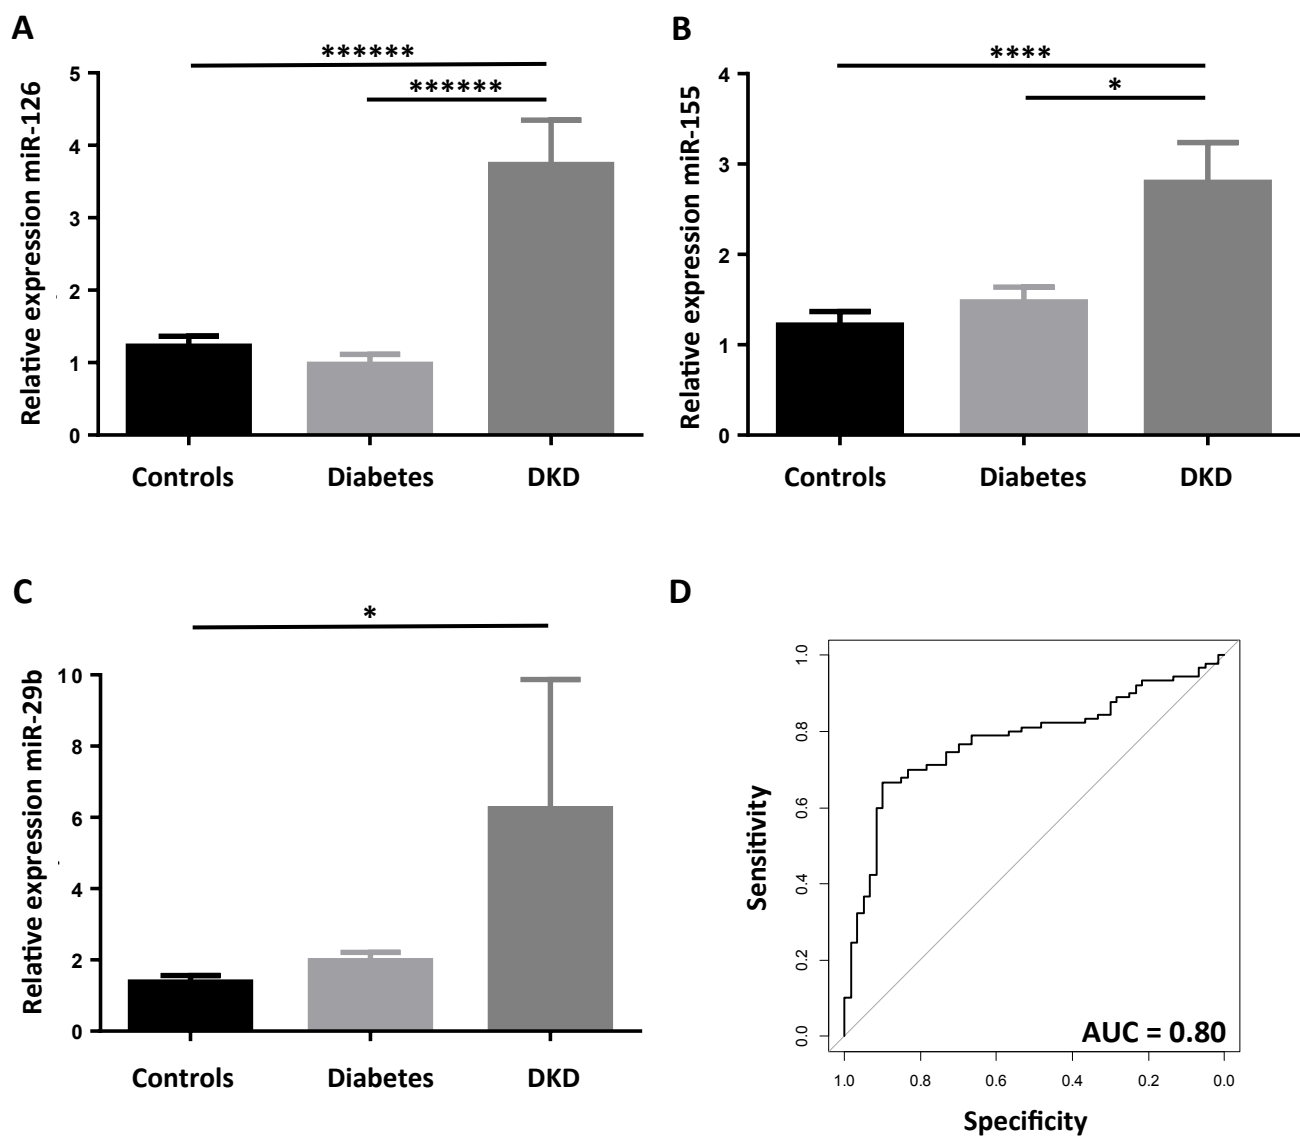 A
******
******
Relative expression miR-126
5
4
3
2
1
0
Controls
Diabetes
DKD
B
****
*
Relative expression miR-155
4
3
2
1
0
Controls
Diabetes
DKD
C
*
Relative expression miR-29b
10
8
6
4
2
0
Controls
Diabetes
DKD
D
Sensitivity
1.0
0.8
0.6
0.4
0.2
0.0
AUC = 0.80
1.0
0.8
0.6
0.4
0.2
0.0
Specificity